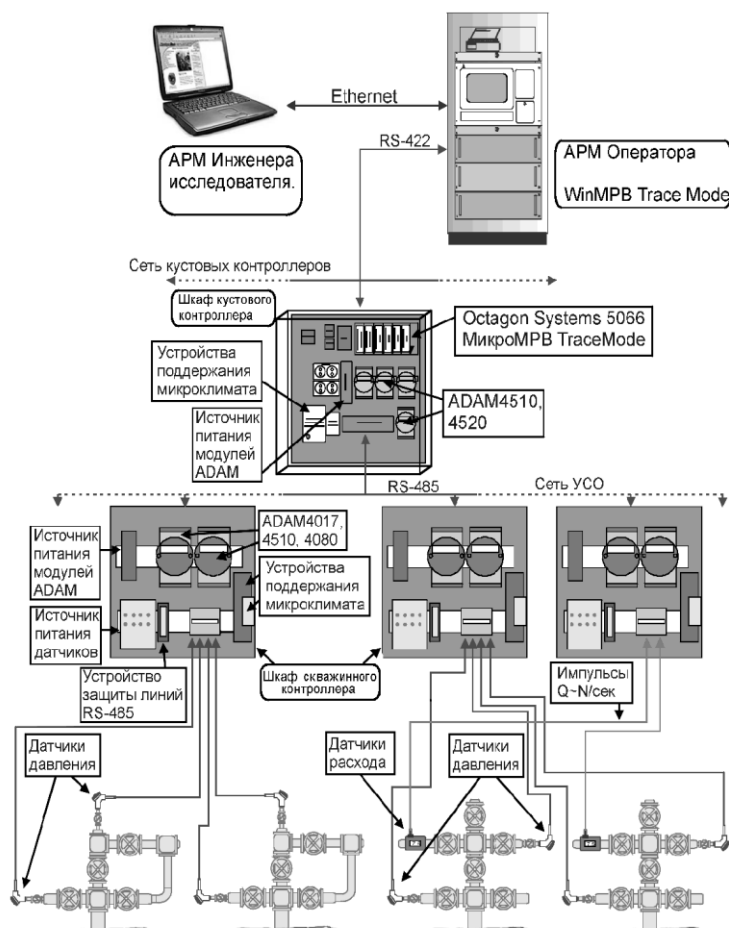 Ethernet
RS-422
АРМ Инженера
исследователя.
АРМ Оператора
WinMPB Trace Mode
Сеть кустовых контроллеров
Шкаф кустового
контроллера
Octagon Systems 5066
МикроМРВ TraceMode
Устройства
поддержания
микроклимата
Источник
питания
модулей
ADAM
ADAM4510,
4520
RS-485
Сеть УСО
Источник
питания
модулей
ADAM
ADAM4017,
4510, 4080
Устройства
поддержания
микроклимата
Источник
питания
датчиков
Устройство
защиты линий
RS-485
Шкаф скважинного
контроллера
Импульсы
Q~N/сек
Датчики
давления
Датчики
расхода
Датчики
давления